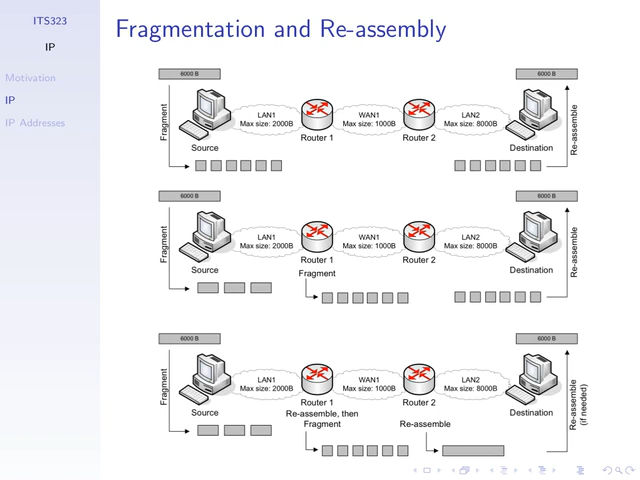 ITS323
IP
Motivation
IP
IP Addresses
Fragmentation and Re-assembly
6000 B
6000 B
Fragment
LAN1
Max size: 2000B
WAN1
Max size: 1000B
LAN2
Max size: 8000B
Re-assemble
Source
Router 1
Router 2
Destination
6000 B
6000 B
Fragment
LAN1
Max size: 2000B
WAN1
Max size: 1000B
LAN2
Max size: 8000B
Re-assemble
Source
Router 1
Router 2
Destination
Fragment
6000 B
6000 B
Fragment
LAN1
Max size: 2000B
WAN1
Max size: 1000B
LAN2
Max size: 8000B
Re-assemble
(if needed)
Source
Router 1
Router 2
Destination
Re-assemble, then
Fragment
Re-assemble